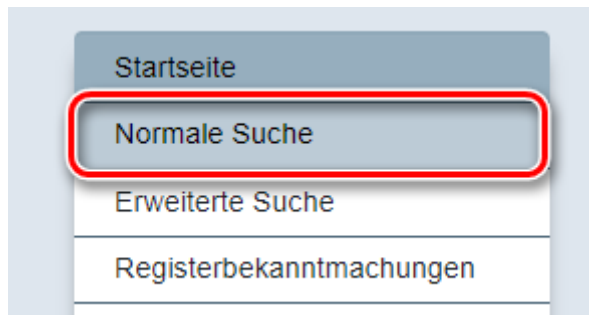 Startseite
Normale Suche
Erweiterte Suche
Registerbekanntmachungen